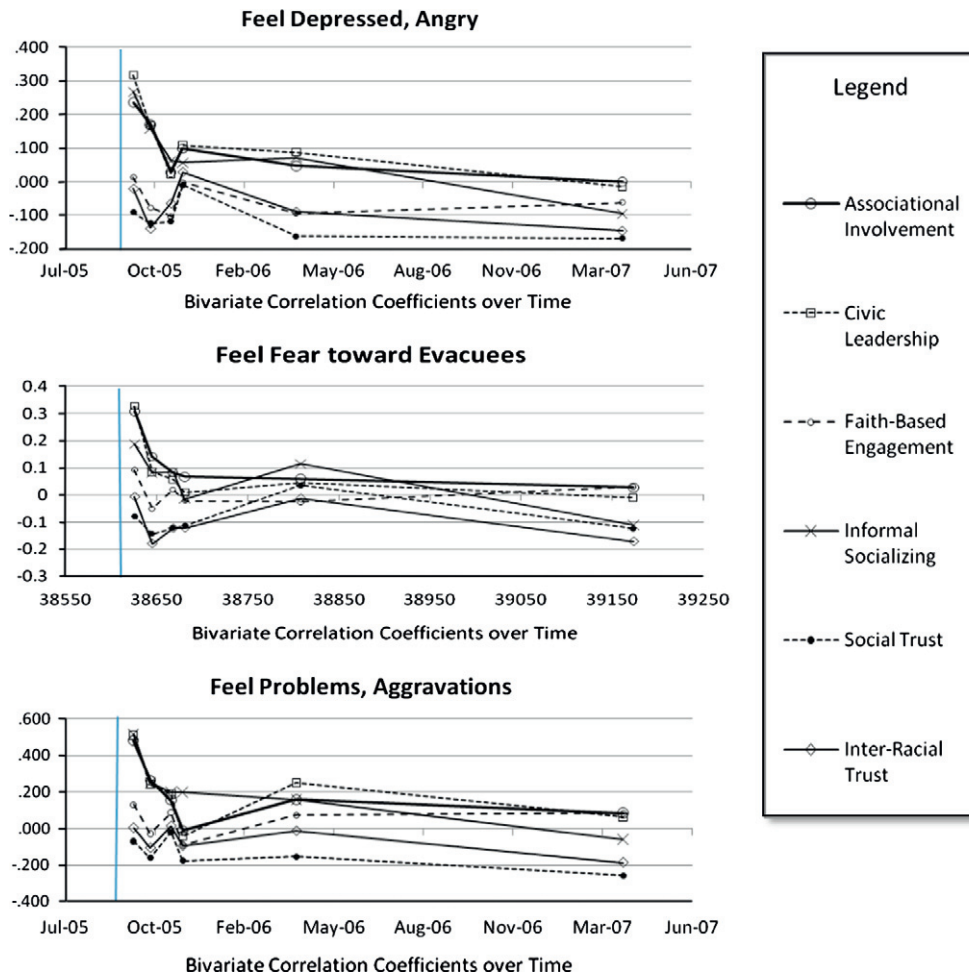 Feel Depressed, Angry
.400
.300
.200
.100
.000
-.100
-.200
Jul-05 Oct-05 Feb-06 May-06 Aug-06 Nov-06 Mar-07 Jun-07
Bivariate Correlation Coefficients over Time
Feel Fear toward Evacuees
0.4
0.3
0.2
0.1
0
-0.1
-0.2
-0.3
38550 38650 38750 38850 38950 39050 39150 39250
Bivariate Correlation Coefficients over Time
Feel Problems, Aggravations
.600
.400
.200
.000
-.200
-.400
Jul-05 Oct-05 Feb-06 May-06 Aug-06 Nov-06 Mar-07 Jun-07
Bivariate Correlation Coefficients over Time
Legend
Associational
Involvement
Civic
Leadership
Faith-Based
Engagement
Informal
Socializing
Social Trust
Inter-Racial
Trust